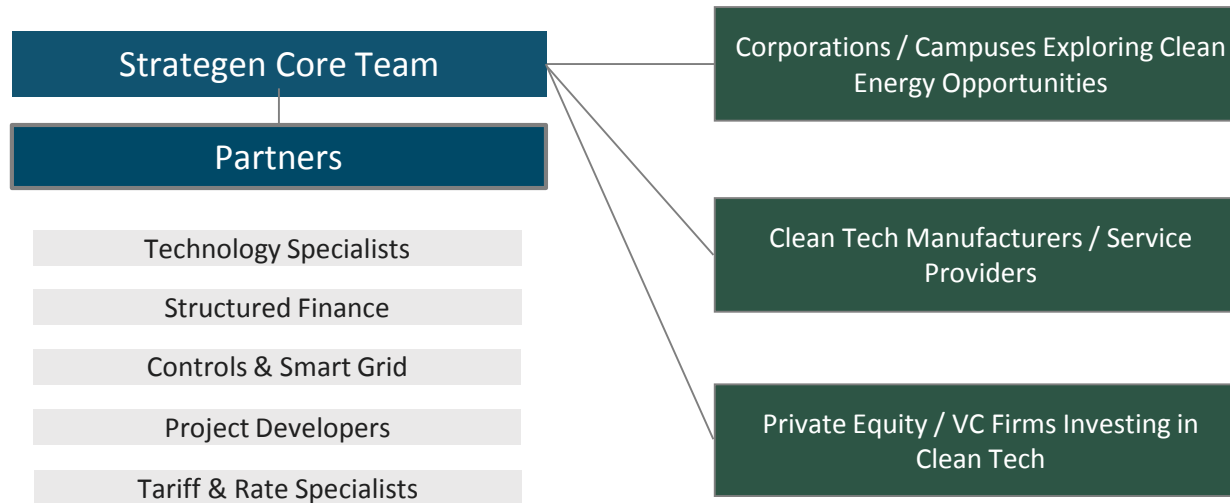 Strategen Core Team
Partners
Technology Specialists
Structured Finance
Controls & Smart Grid
Project Developers
Tariff & Rate Specialists
Corporations / Campuses Exploring Clean
Energy Opportunities
Clean Tech Manufacturers / Service
Providers
Private Equity / VC Firms Investing in
Clean Tech